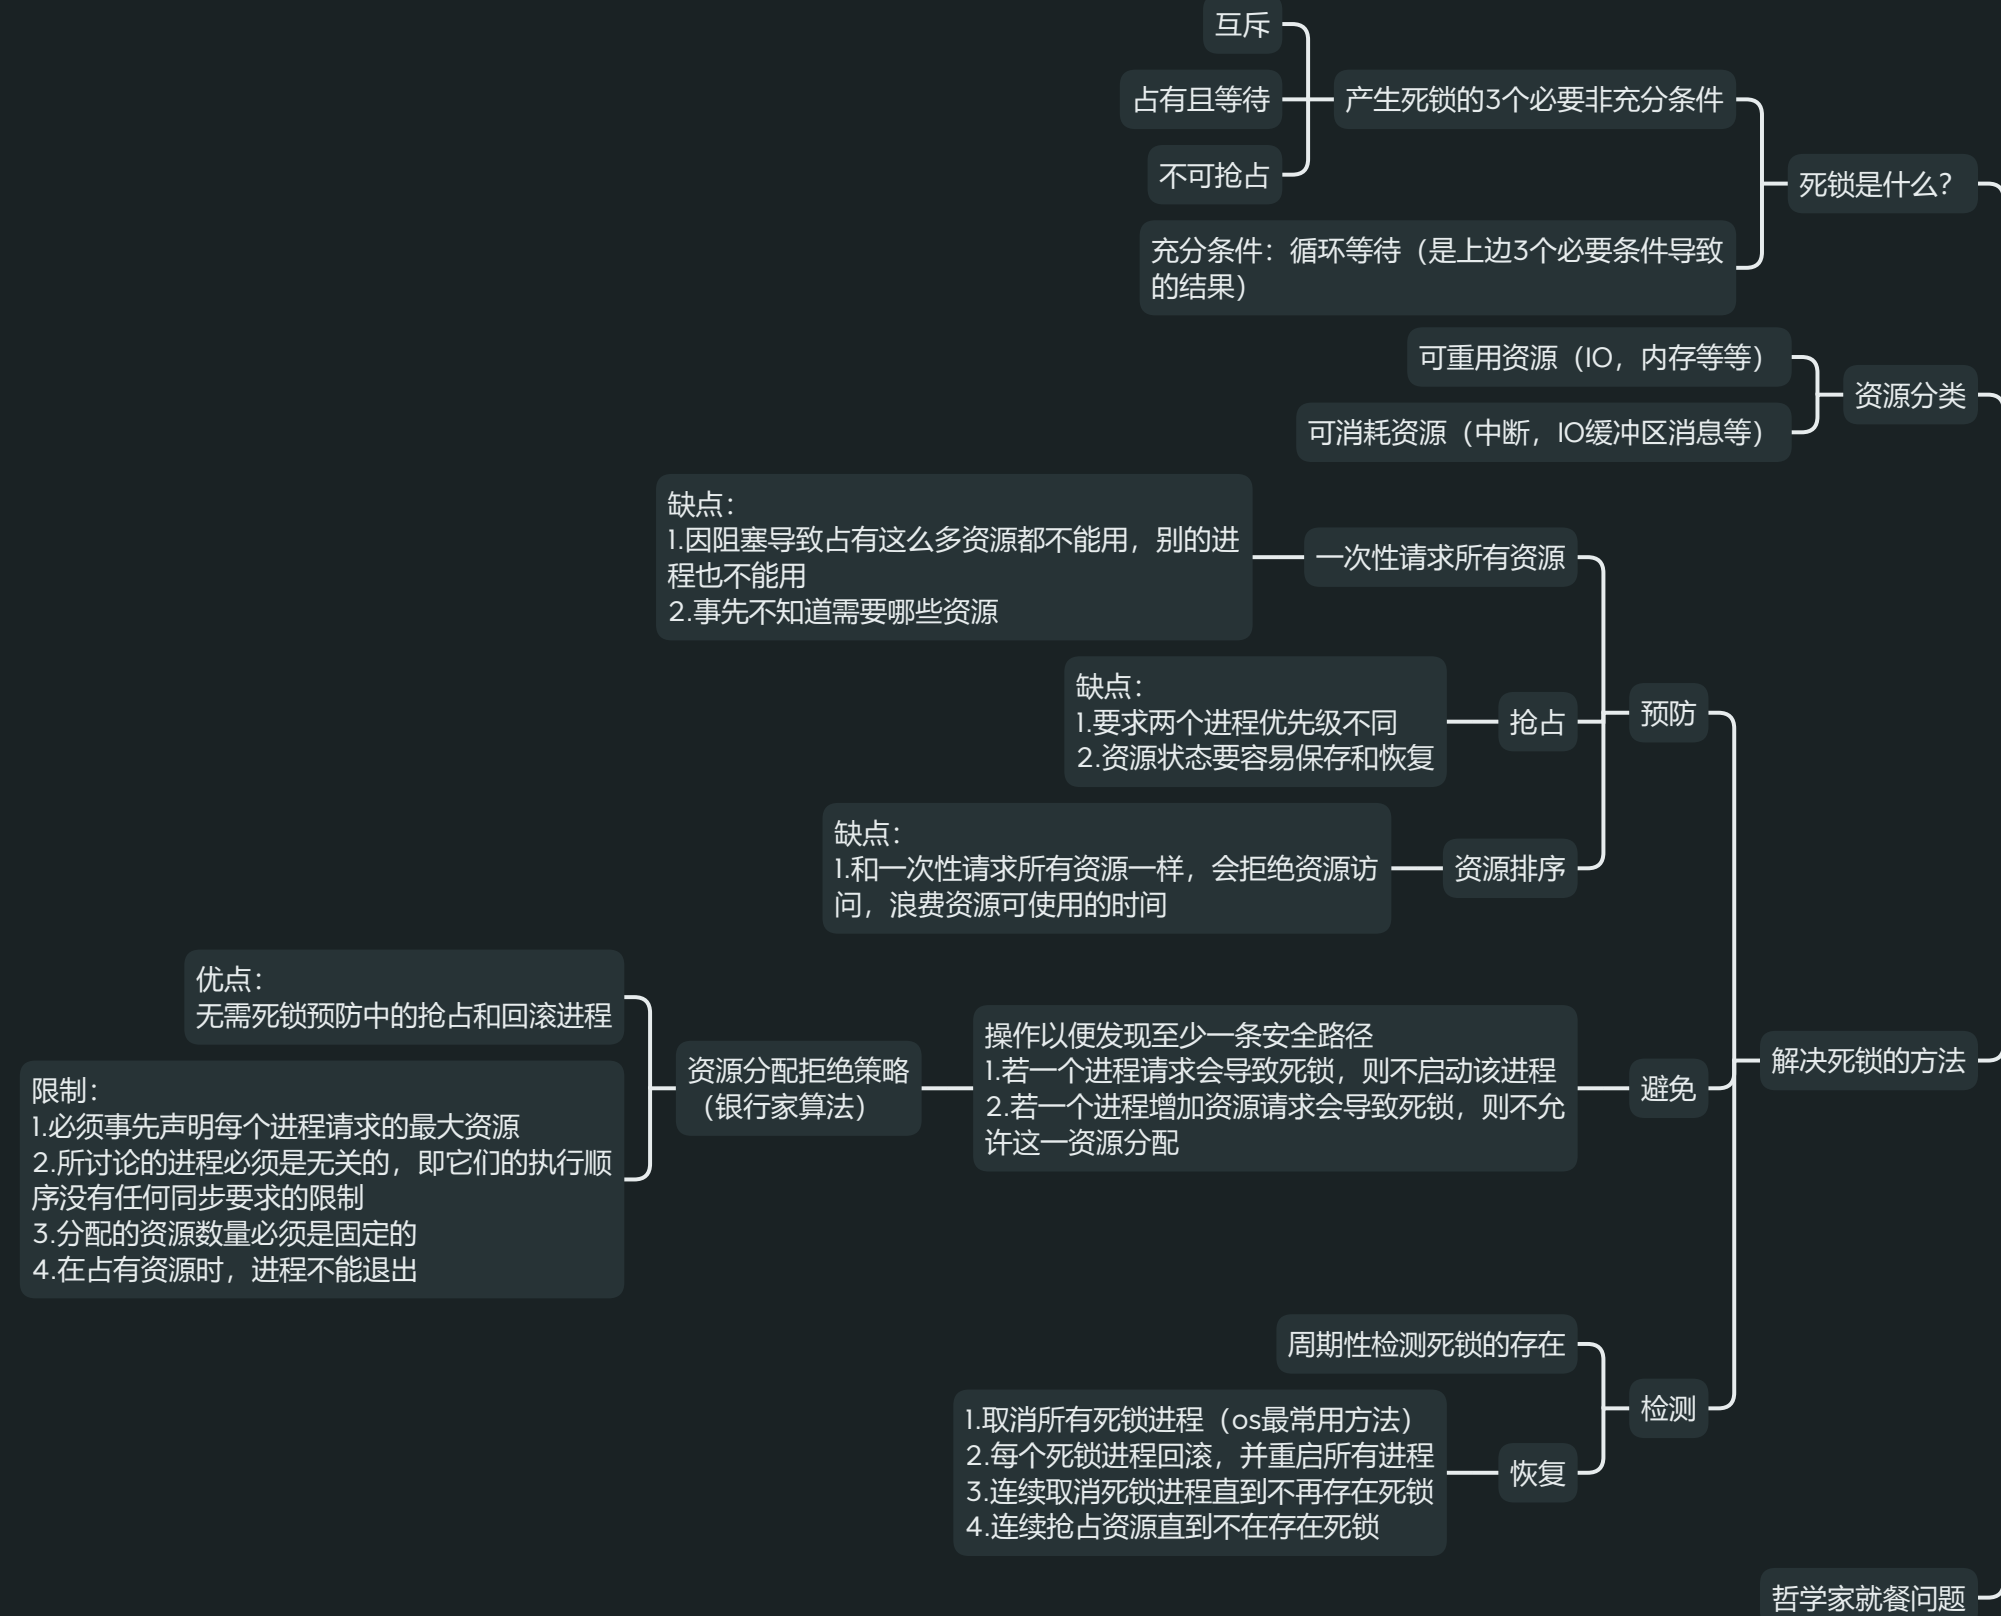 互斥
占有且等待
产生死锁的3个必要非充分条件
不可抢占
死锁是什么？
充分条件：循环等待（是上边3个必要条件导致
的结果）
可重用资源（IO，内存等等）
资源分类
可消耗资源（中断，IO缓冲区消息等）
缺点：
1.因阻塞导致占有这么多资源都不能用，别的进
程也不能用
2.事先不知道需要哪些资源
一次性请求所有资源
缺点：
1.要求两个进程优先级不同
2.资源状态要容易保存和恢复
抢占
预防
缺点：
1.和一次性请求所有资源一样，会拒绝资源访
问，浪费资源可使用的时间
资源排序
优点：
无需死锁预防中的抢占和回滚进程
限制：
1.必须事先声明每个进程请求的最大资源
2.所讨论的进程必须是无关的，即它们的执行顺
序没有任何同步要求的限制
3.分配的资源数量必须是固定的
4.在占有资源时，进程不能退出
资源分配拒绝策略
（银行家算法）
操作以便发现至少一条安全路径
1.若一个进程请求会导致死锁，则不启动该进程
2.若一个进程增加资源请求会导致死锁，则不允
许这一资源分配
避免
解决死锁的方法
周期性检测死锁的存在
1.取消所有死锁进程（os最常用方法）
2.每个死锁进程回滚，并重启所有进程
3.连续取消死锁进程直到不再存在死锁
4.连续抢占资源直到不在存在死锁
恢复
检测
哲学家就餐问题